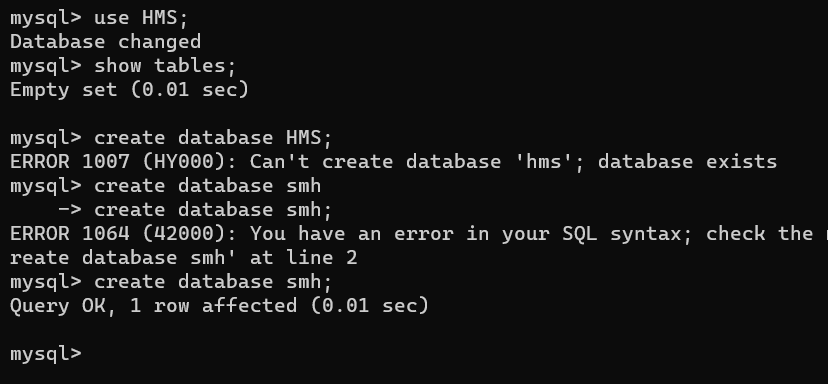 mysql> use HMS;
Database changed
mysql> show tables;
Empty set (0.01 sec)
mysql> create database HMS;
ERROR 1007 (HY000): Can't create database 'hms'; database exists
mysql> create database smh
    -> create database smh;
ERROR 1064 (42000): You have an error in your SQL syntax; check the
reate database smh' at line 2
mysql> create database smh;
Query OK, 1 row affected (0.01 sec)
mysql>